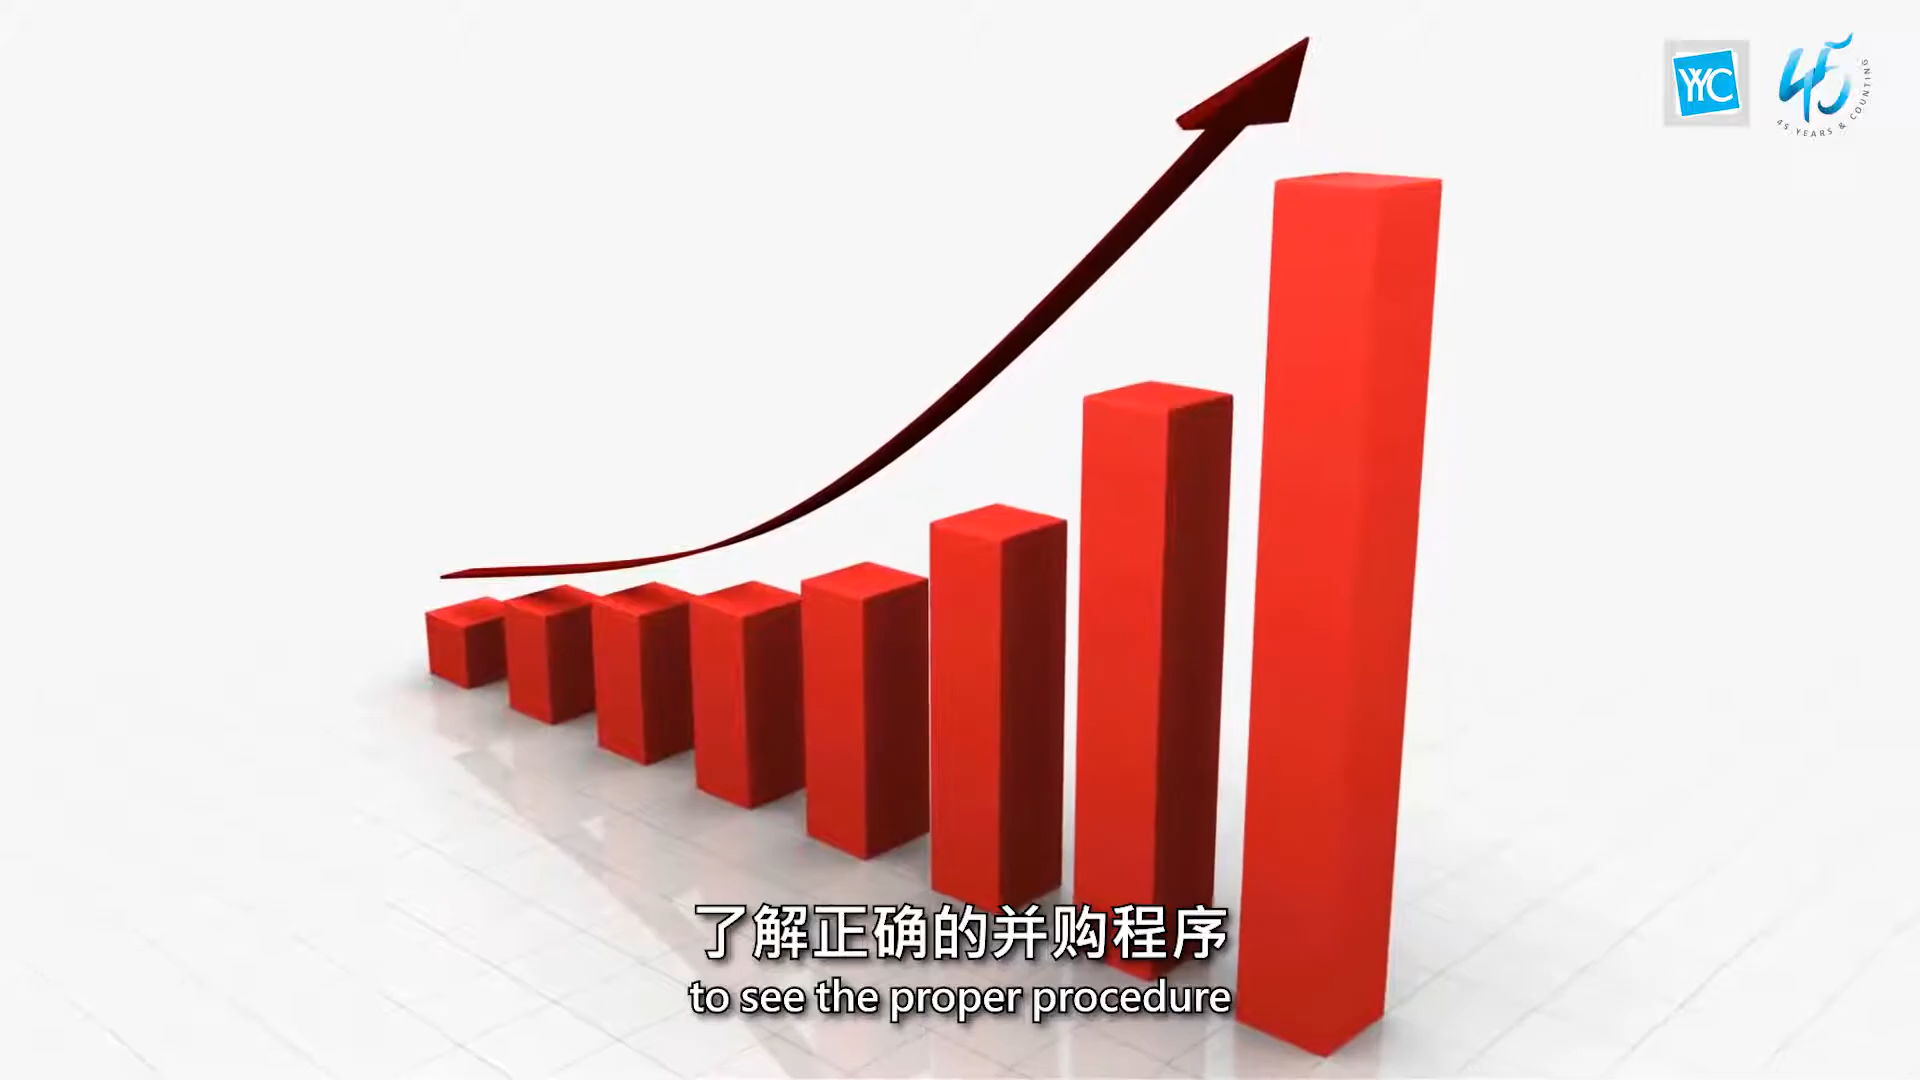 YYC
45
45 YEARS & COUNTING
了解正确的并购程序
to see the proper procedure